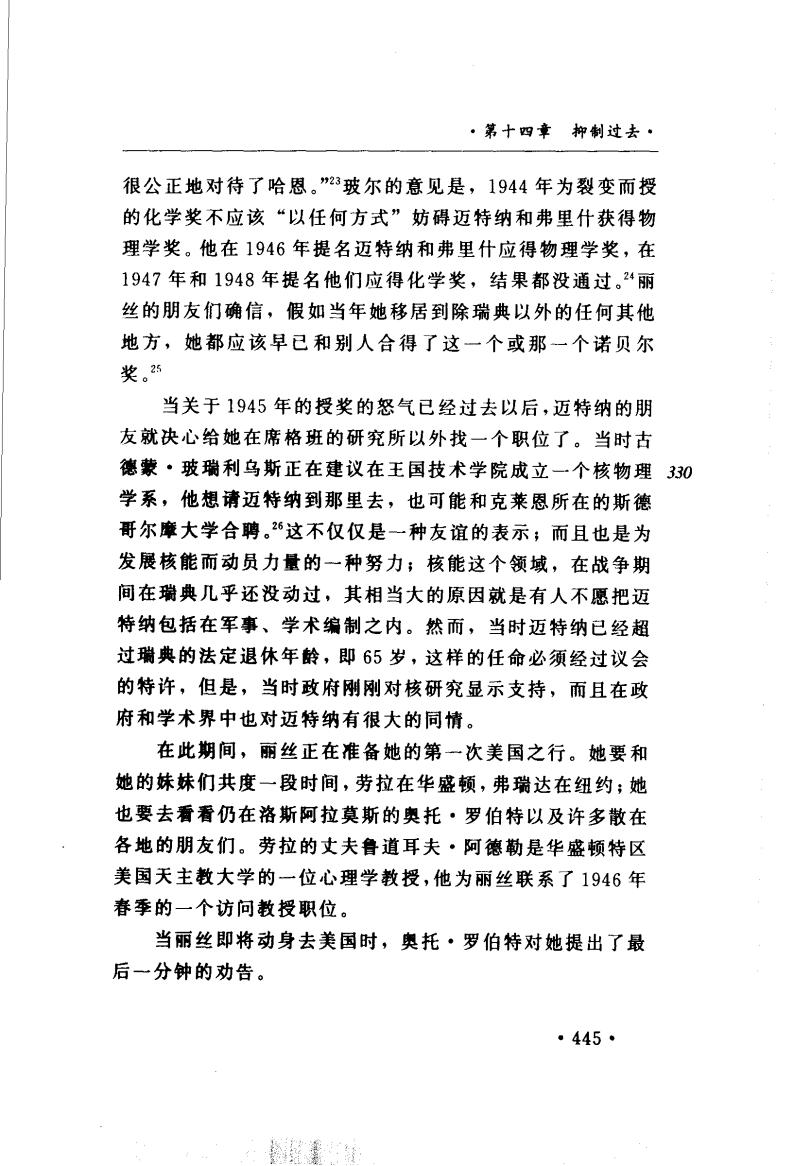 ·第十四章　抑制过去·
很公正地对待了哈恩。”²³玻尔的意见是，1944 年为裂变而授
的化学奖不应该“以任何方式”妨碍迈特纳和弗里什获得物
理学奖。他在 1946 年提名迈特纳和弗里什应得物理学奖，在
1947 年和 1948 年提名他们应得化学奖，结果都没通过。²⁴丽
丝的朋友们确信，假如当年她移居到除瑞典以外的任何其他
地方，她都应该早已和别人合得了这一个或那一个诺贝尔
奖。²⁵
当关于 1945 年的授奖的怒气已经过去以后，迈特纳的朋
友就决心给她在席格班的研究所以外找一个职位了。当时古
德蒙·玻瑞利乌斯正在建议在王国技术学院成立一个核物理 330
学系，他想请迈特纳到那里去，也可能和克莱恩所在的斯德
哥尔摩大学合聘。²⁶这不仅仅是一种友谊的表示；而且也是为
发展核能而动员力量的一种努力；核能这个领域，在战争期
间在瑞典几乎还没动过，其相当大的原因就是有人不愿把迈
特纳包括在军事、学术编制之内。然而，当时迈特纳已经超
过瑞典的法定退休年龄，即 65 岁，这样的任命必须经过议会
的特许，但是，当时政府刚刚对核研究显示支持，而且在政
府和学术界中也对迈特纳有很大的同情。
在此期间，丽丝正在准备她的第一次美国之行。她要和
她的妹妹们共度一段时间，劳拉在华盛顿，弗瑞达在纽约；她
也要去看看仍在洛斯阿拉莫斯的奥托·罗伯特以及许多散在
各地的朋友们。劳拉的丈夫鲁道耳夫·阿德勒是华盛顿特区
美国天主教大学的一位心理学教授，他为丽丝联系了 1946 年
春季的一个访问教授职位。
当丽丝即将动身去美国时，奥托·罗伯特对她提出了最
后一分钟的劝告。
·445·